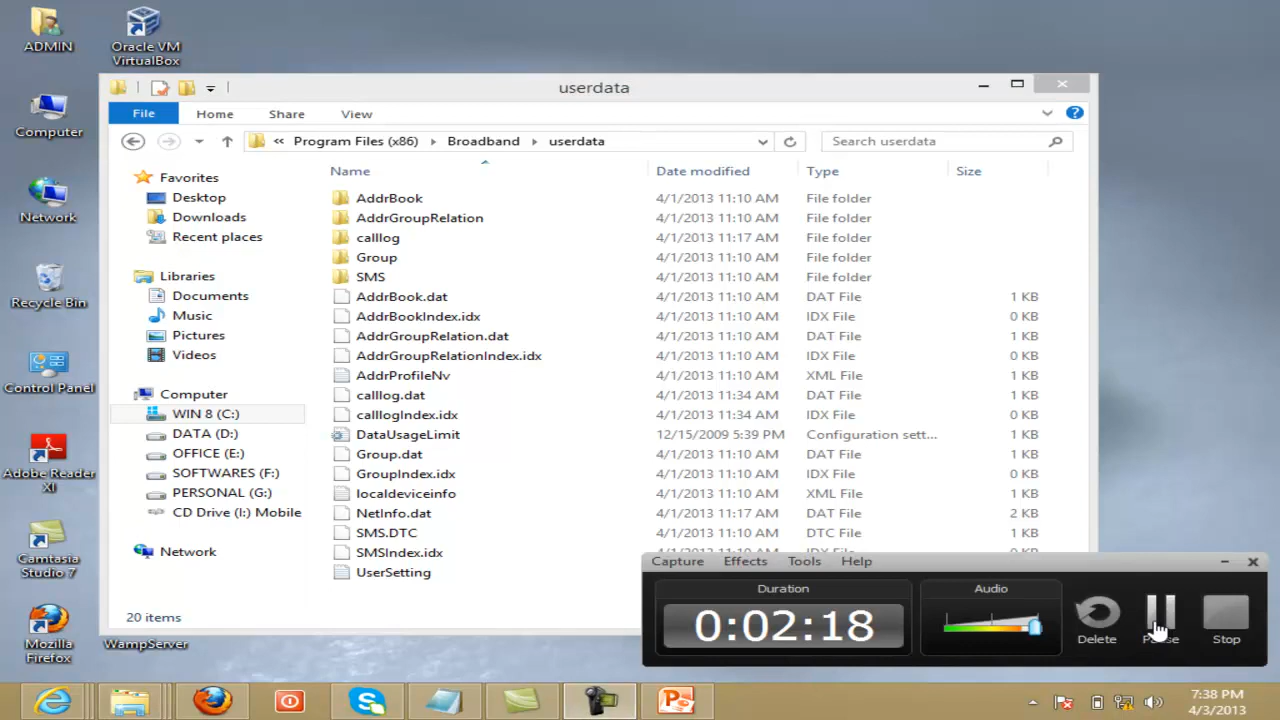 ADMIN
Oracle VM
VirtualBox
Computer
Network
Recycle Bin
Control Panel
Adobe Reader
XI
Camtasia
Studio 7
Mozilla
Firefox
WampServer
userdata
File Home Share View
« Program Files (x86) Broadband userdata
Search userdata
Favorites
Desktop
Downloads
Recent places
Libraries
Documents
Music
Pictures
Videos
Computer
WIN 8 (C:)
DATA (D:)
OFFICE (E:)
SOFTWARES (F:)
PERSONAL (G:)
CD Drive (I:) Mobile
Network
Name Date modified Type Size
AddrBook 4/1/2013 11:10 AM File folder
AddrGroupRelation 4/1/2013 11:10 AM File folder
calllog 4/1/2013 11:17 AM File folder
Group 4/1/2013 11:10 AM File folder
SMS 4/1/2013 11:10 AM File folder
AddrBook.dat 4/1/2013 11:10 AM DAT File 1 KB
AddrBookIndex.idx 4/1/2013 11:10 AM IDX File 0 KB
AddrGroupRelation.dat 4/1/2013 11:10 AM DAT File 1 KB
AddrGroupRelationIndex.idx 4/1/2013 11:10 AM IDX File 0 KB
AddrProfileNv 4/1/2013 11:10 AM XML File 1 KB
calllog.dat 4/1/2013 11:34 AM DAT File 1 KB
calllogIndex.idx 4/1/2013 11:34 AM IDX File 0 KB
DataUsageLimit 12/15/2009 5:39 PM Configuration sett... 1 KB
Group.dat 4/1/2013 11:10 AM DAT File 1 KB
GroupIndex.idx 4/1/2013 11:10 AM IDX File 0 KB
localdeviceinfo 4/1/2013 11:10 AM XML File 1 KB
NetInfo.dat 4/1/2013 11:17 AM DAT File 2 KB
SMS.DTC 4/1/2013 11:10 AM DTC File 1 KB
SMSIndex.idx 4/1/2013 11:10 AM IDX File 0 KB
UserSetting
20 items
Capture Effects Tools Help
Duration
0:02:18
Audio
Delete
Pause
Stop
7:38 PM
4/3/2013